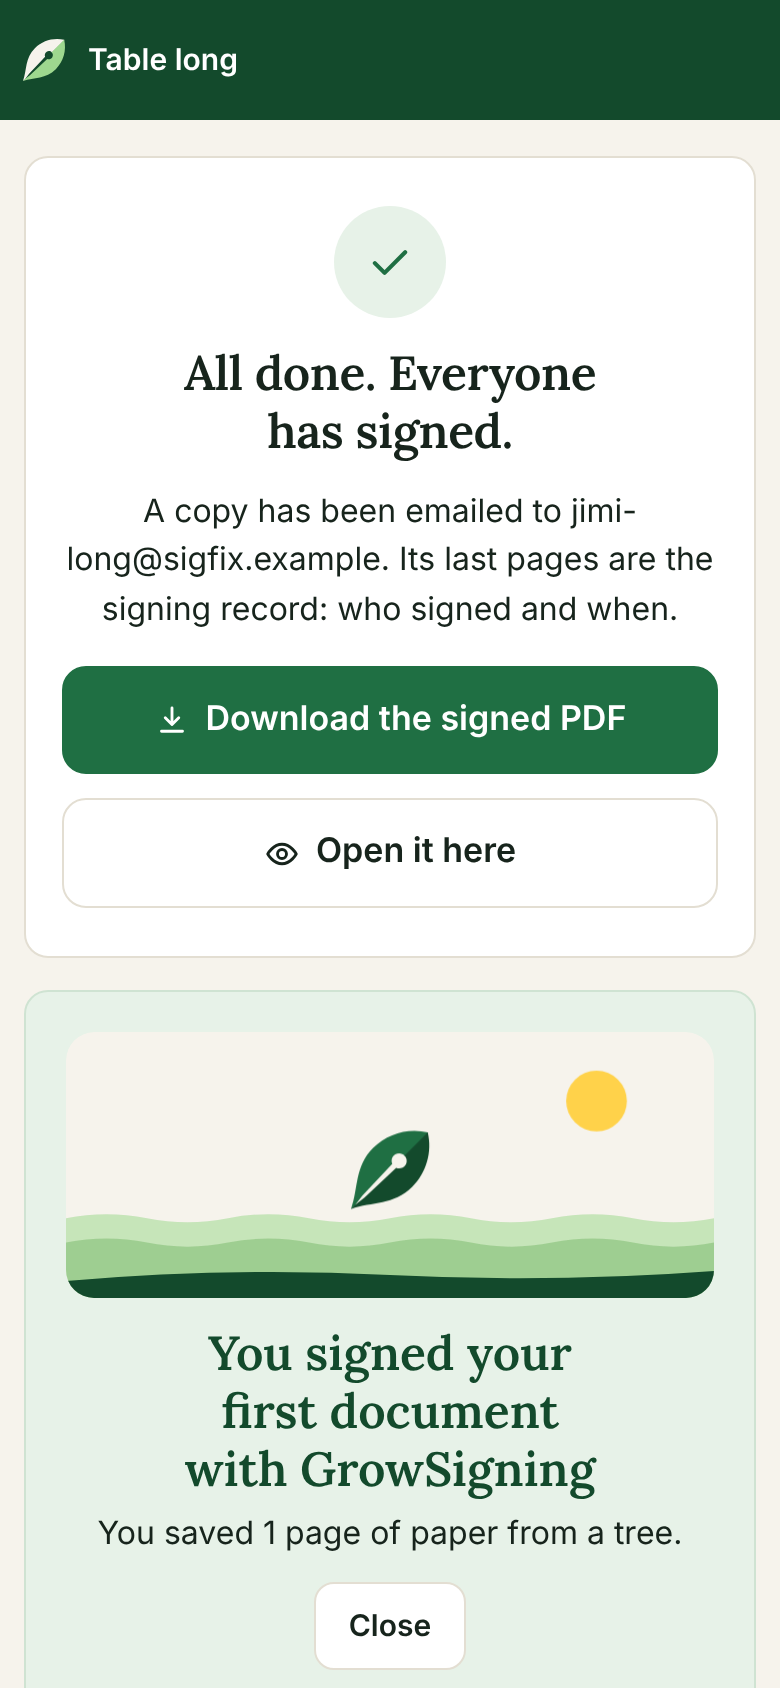 Table long
All done. Everyone
has signed.
A copy has been emailed to jimi-
long@sigfix.example. Its last pages are the
signing record: who signed and when.
Download the signed PDF
Open it here
You signed your
first document
with GrowSigning
You saved 1 page of paper from a tree.
Close